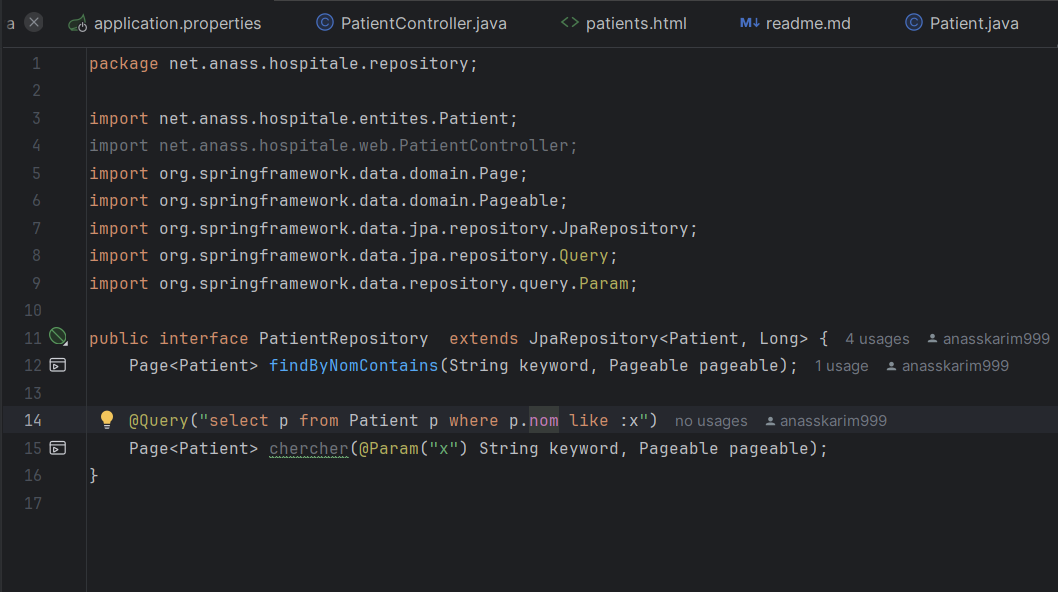 a application.properties PatientController.java patients.html readme.md Patient.java
1 package net.anass.hospitale.repository;
2
3 import net.anass.hospitale.entites.Patient;
4 import net.anass.hospitale.web.PatientController;
5 import org.springframework.data.domain.Page;
6 import org.springframework.data.domain.Pageable;
7 import org.springframework.data.jpa.repository.JpaRepository;
8 import org.springframework.data.jpa.repository.Query;
9 import org.springframework.data.repository.query.Param;
10
11 public interface PatientRepository  extends JpaRepository<Patient, Long> { 4 usages anasskarim999
12     Page<Patient> findByNomContains(String keyword, Pageable pageable); 1 usage anasskarim999
13
14     @Query("select p from Patient p where p.nom like :x") no usages anasskarim999
15     Page<Patient> chercher(@Param("x") String keyword, Pageable pageable);
16 }
17